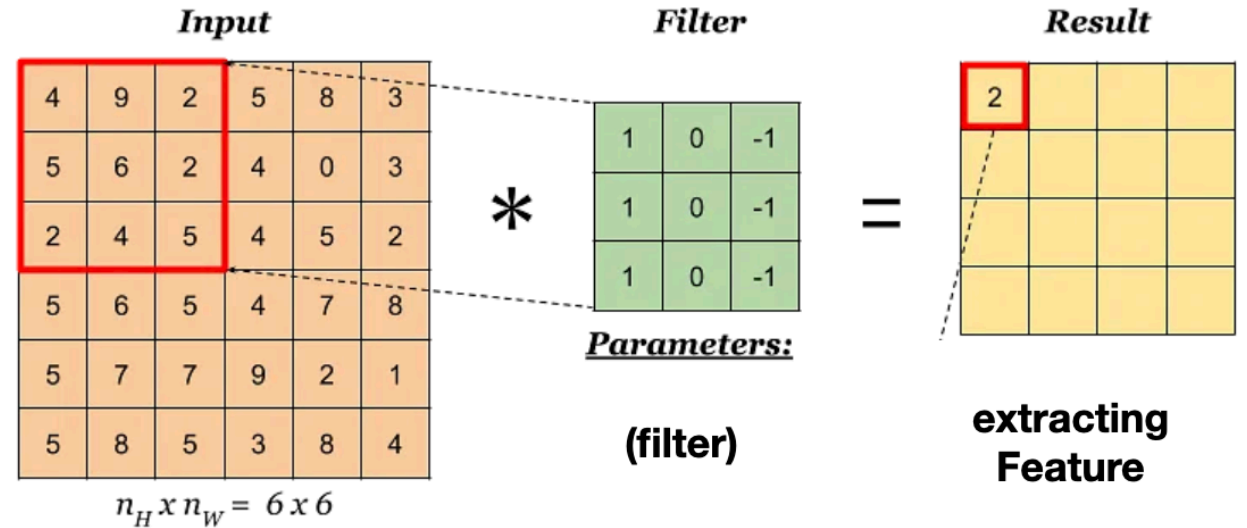 Input
Filter
Result
4 9 2 5 8 3
5 6 2 4 0 3
2 4 5 4 5 2
5 6 5 4 7 8
5 7 7 9 2 1
5 8 5 3 8 4
n_H x n_W = 6 x 6
*
1 0 -1
1 0 -1
1 0 -1
Parameters:
(filter)
=
2
extracting
Feature